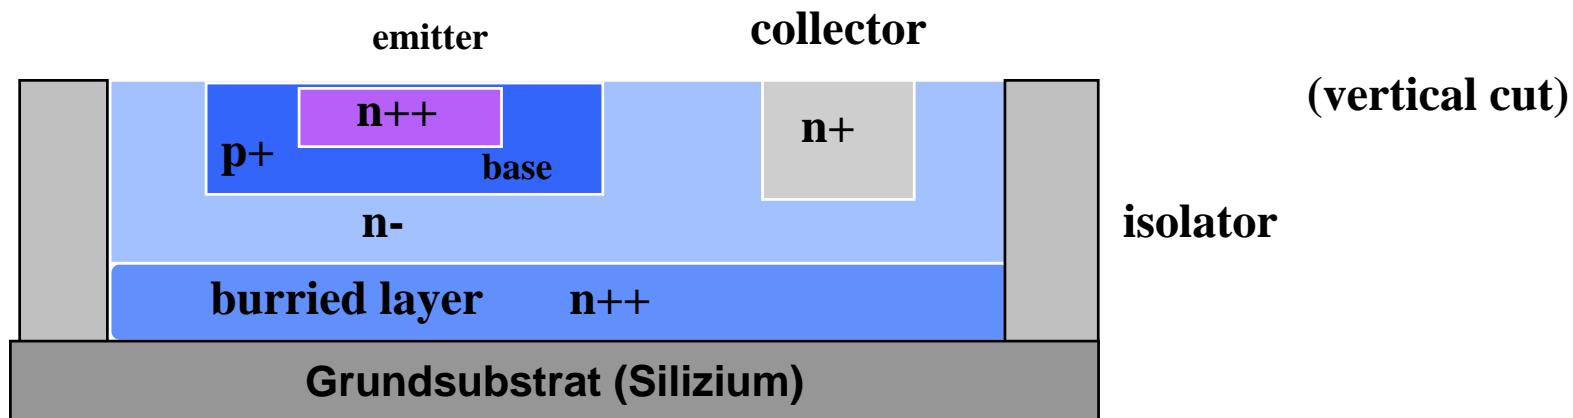 emitter
collector
(vertical cut)
n++
n+
p+
base
n-
isolator
burried layer n++
Grundsubstrat (Silizium)